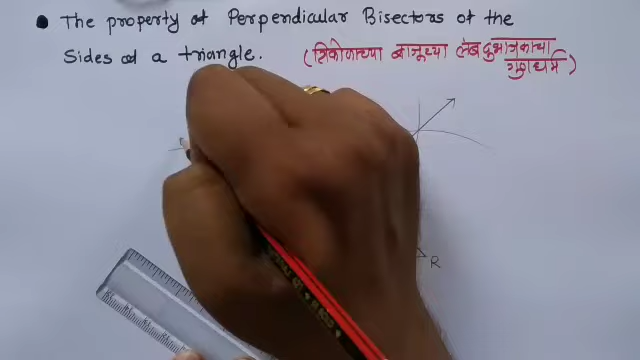 • The property of Perpendicular Bisectors of the
Sides of a triangle. (त्रिकोणाच्या बाजूच्या लंबदुभाजकाचा
गुणधर्म)
R